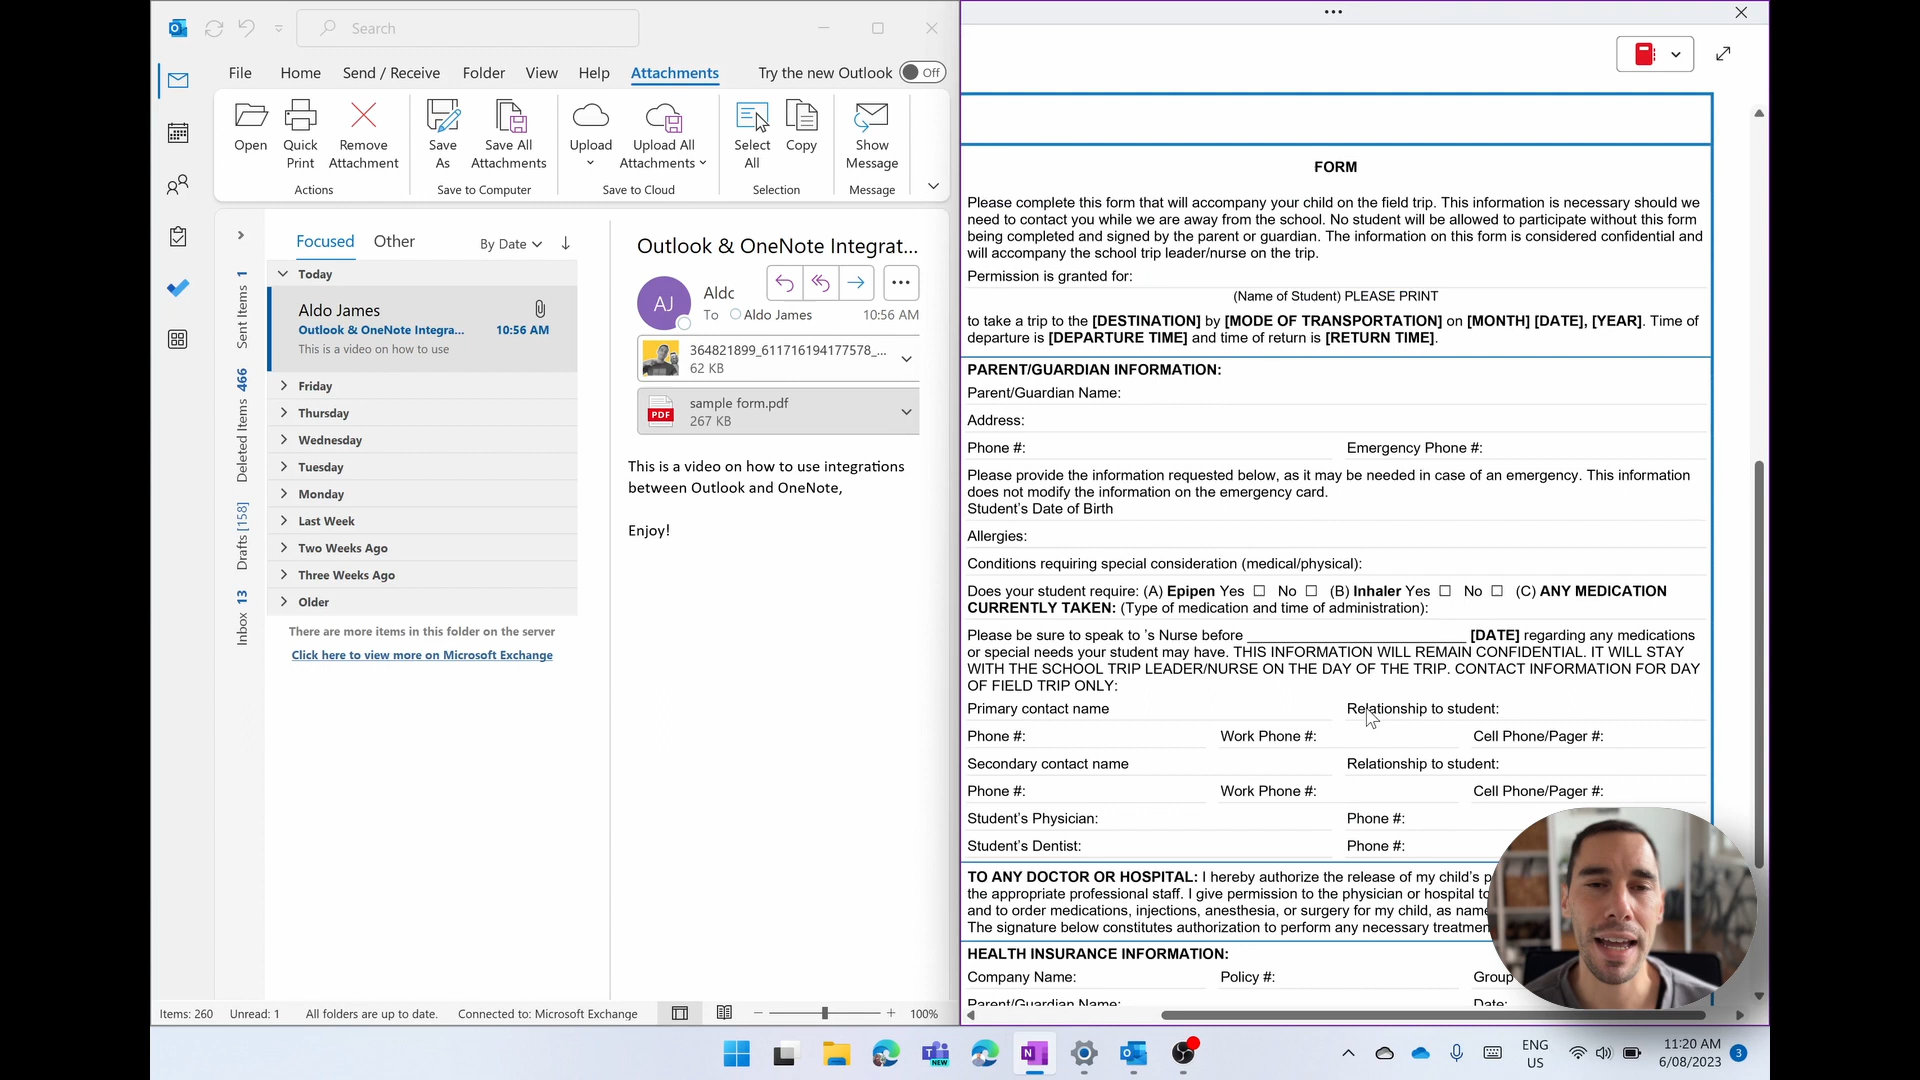 Search
File Home Send / Receive Folder View Help Attachments Try the new Outlook Off
Open
Quick Print
Remove Attachment
Actions
Save As
Save All Attachments
Save to Computer
Upload
Upload All Attachments
Save to Cloud
Select All
Copy
Selection
Show Message
Message
Focused Other By Date
Today
Aldo James
Outlook & OneNote Integra... 10:56 AM
This is a video on how to use
Friday
Thursday
Wednesday
Tuesday
Monday
Last Week
Two Weeks Ago
Three Weeks Ago
Older
There are more items in this folder on the server
Click here to view more on Microsoft Exchange
Sent Items 1
Deleted Items 466
Drafts [158]
Inbox 13
Outlook & OneNote Integrat...
AJ
Aldc
To Aldo James 10:56 AM
364821899_611716194177578_...
62 KB
PDF
sample form.pdf
267 KB
This is a video on how to use integrations
between Outlook and OneNote,
Enjoy!
Items: 260 Unread: 1 All folders are up to date. Connected to: Microsoft Exchange 100%
FORM
Please complete this form that will accompany your child on the field trip. This information is necessary should we
need to contact you while we are away from the school. No student will be allowed to participate without this form
being completed and signed by the parent or guardian. The information on this form is considered confidential and
will accompany the school trip leader/nurse on the trip.
Permission is granted for:
(Name of Student) PLEASE PRINT
to take a trip to the [DESTINATION] by [MODE OF TRANSPORTATION] on [MONTH] [DATE], [YEAR]. Time of
departure is [DEPARTURE TIME] and time of return is [RETURN TIME].
PARENT/GUARDIAN INFORMATION:
Parent/Guardian Name:
Address:
Phone #: Emergency Phone #:
Please provide the information requested below, as it may be needed in case of an emergency. This information
does not modify the information on the emergency card.
Student's Date of Birth
Allergies:
Conditions requiring special consideration (medical/physical):
Does your student require: (A) Epipen Yes ☐ No ☐ (B) Inhaler Yes ☐ No ☐ (C) ANY MEDICATION
CURRENTLY TAKEN: (Type of medication and time of administration):
Please be sure to speak to 's Nurse before __________________________ [DATE] regarding any medications
or special needs your student may have. THIS INFORMATION WILL REMAIN CONFIDENTIAL. IT WILL STAY
WITH THE SCHOOL TRIP LEADER/NURSE ON THE DAY OF THE TRIP. CONTACT INFORMATION FOR DAY
OF FIELD TRIP ONLY:
Primary contact name Relationship to student:
Phone #: Work Phone #: Cell Phone/Pager #:
Secondary contact name Relationship to student:
Phone #: Work Phone #: Cell Phone/Pager #:
Student's Physician: Phone #:
Student's Dentist: Phone #:
TO ANY DOCTOR OR HOSPITAL: I hereby authorize the release of my child's p
the appropriate professional staff. I give permission to the physician or hospital to
and to order medications, injections, anesthesia, or surgery for my child, as name
The signature below constitutes authorization to perform any necessary treatmen
HEALTH INSURANCE INFORMATION:
Company Name: Policy #: Group
Parent/Guardian Name: Date:
NEW
ENG
US
11:20 AM
6/08/2023
3